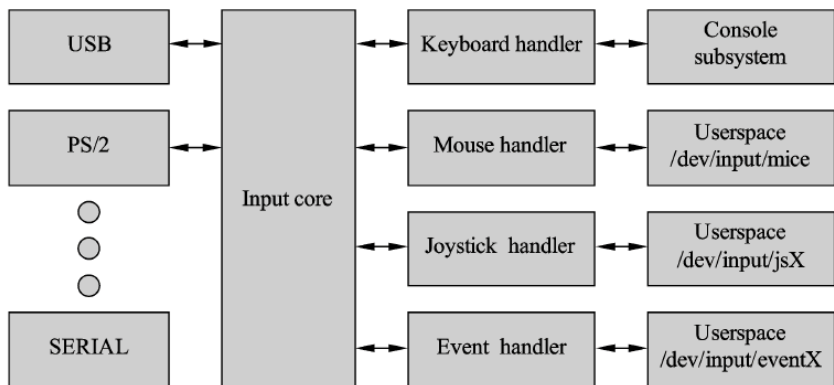 USB
PS/2
SERIAL
Input core
Keyboard handler
Mouse handler
Joystick handler
Event handler
Console
subsystem
Userspace
/dev/input/mice
Userspace
/dev/input/jsX
Userspace
/dev/input/eventX